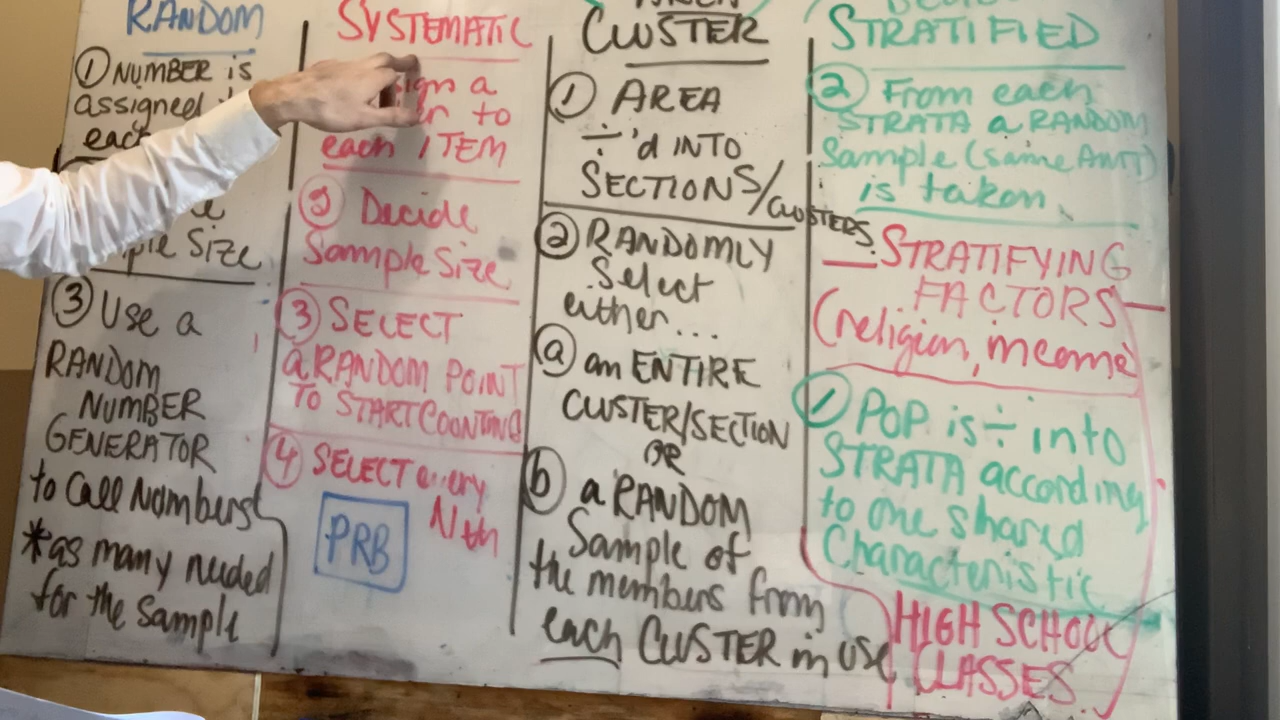 RANDOM
① NUMBER is
assigned
each
Size
③ Use a
RANDOM
NUMBER
GENERATOR
to Call Numbers
*as many needed
for the Sample
SYSTEMATIC
a
to
each ITEM
② Decide
Sample Size
③ SELECT
a RANDOM POINT
TO START COUNTING
④ SELECT every
Nth
PRB
CLUSTER
① AREA
÷'d INTO
SECTIONS/CLUSTERS
② RANDOMLY
Select
either...
ⓐ an ENTIRE
CLUSTER/SECTION
OR
ⓑ a RANDOM
Sample of
the members from
each CLUSTER in use
STRATIFIED
② From each
STRATA a RANDOM
Sample (same AMT)
is taken
STRATIFYING
FACTORS
(religion, income)
① POP is ÷ into
STRATA according
to one shared
Characteristic
HIGH SCHOOL
CLASSES